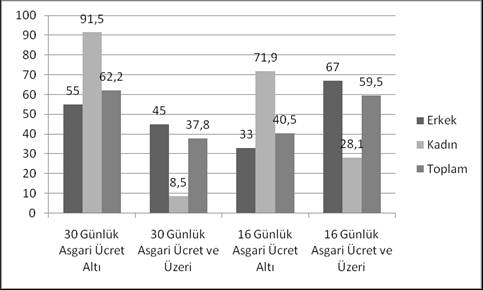 100
90
80
70
60
50
40
30
20
10
0
55
91,5
62,2
45
8,5
37,8
33
71,9
40,5
67
28,1
59,5
30 Günlük
Asgari Ücret
Altı
30 Günlük
Asgari Ücret ve
Üzeri
16 Günlük
Asgari Ücret
Altı
16 Günlük
Asgari Ücret ve
Üzeri
Erkek
Kadın
Toplam